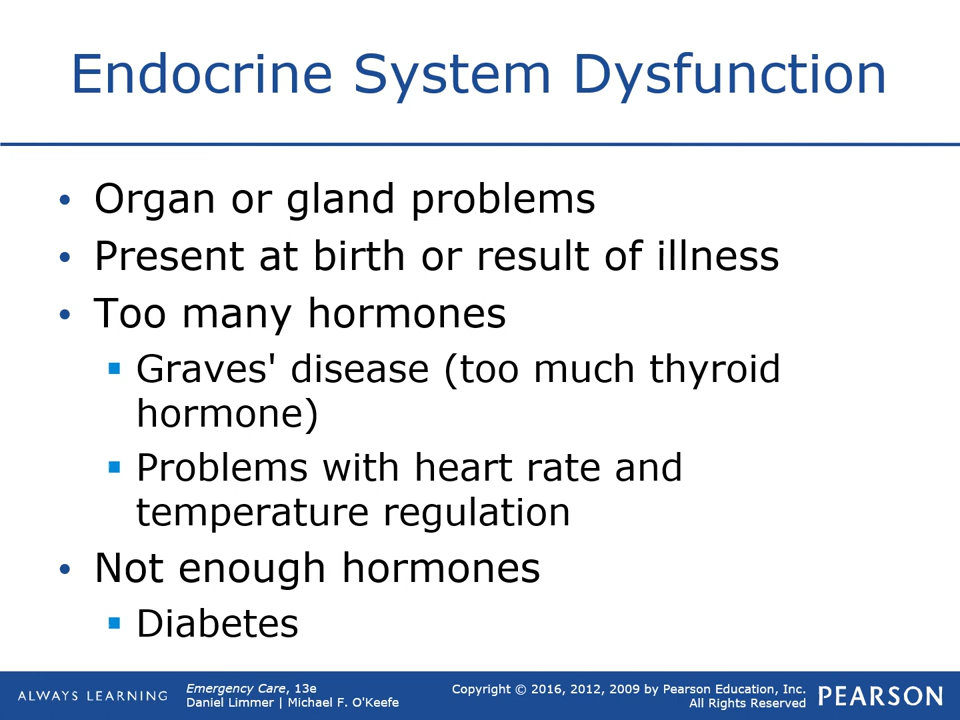 Endocrine System Dysfunction
• Organ or gland problems
• Present at birth or result of illness
• Too many hormones
▪ Graves' disease (too much thyroid
hormone)
▪ Problems with heart rate and
temperature regulation
• Not enough hormones
▪ Diabetes
ALWAYS LEARNING
Emergency Care, 13e
Daniel Limmer | Michael F. O'Keefe
Copyright © 2016, 2012, 2009 by Pearson Education, Inc.
All Rights Reserved
PEARSON